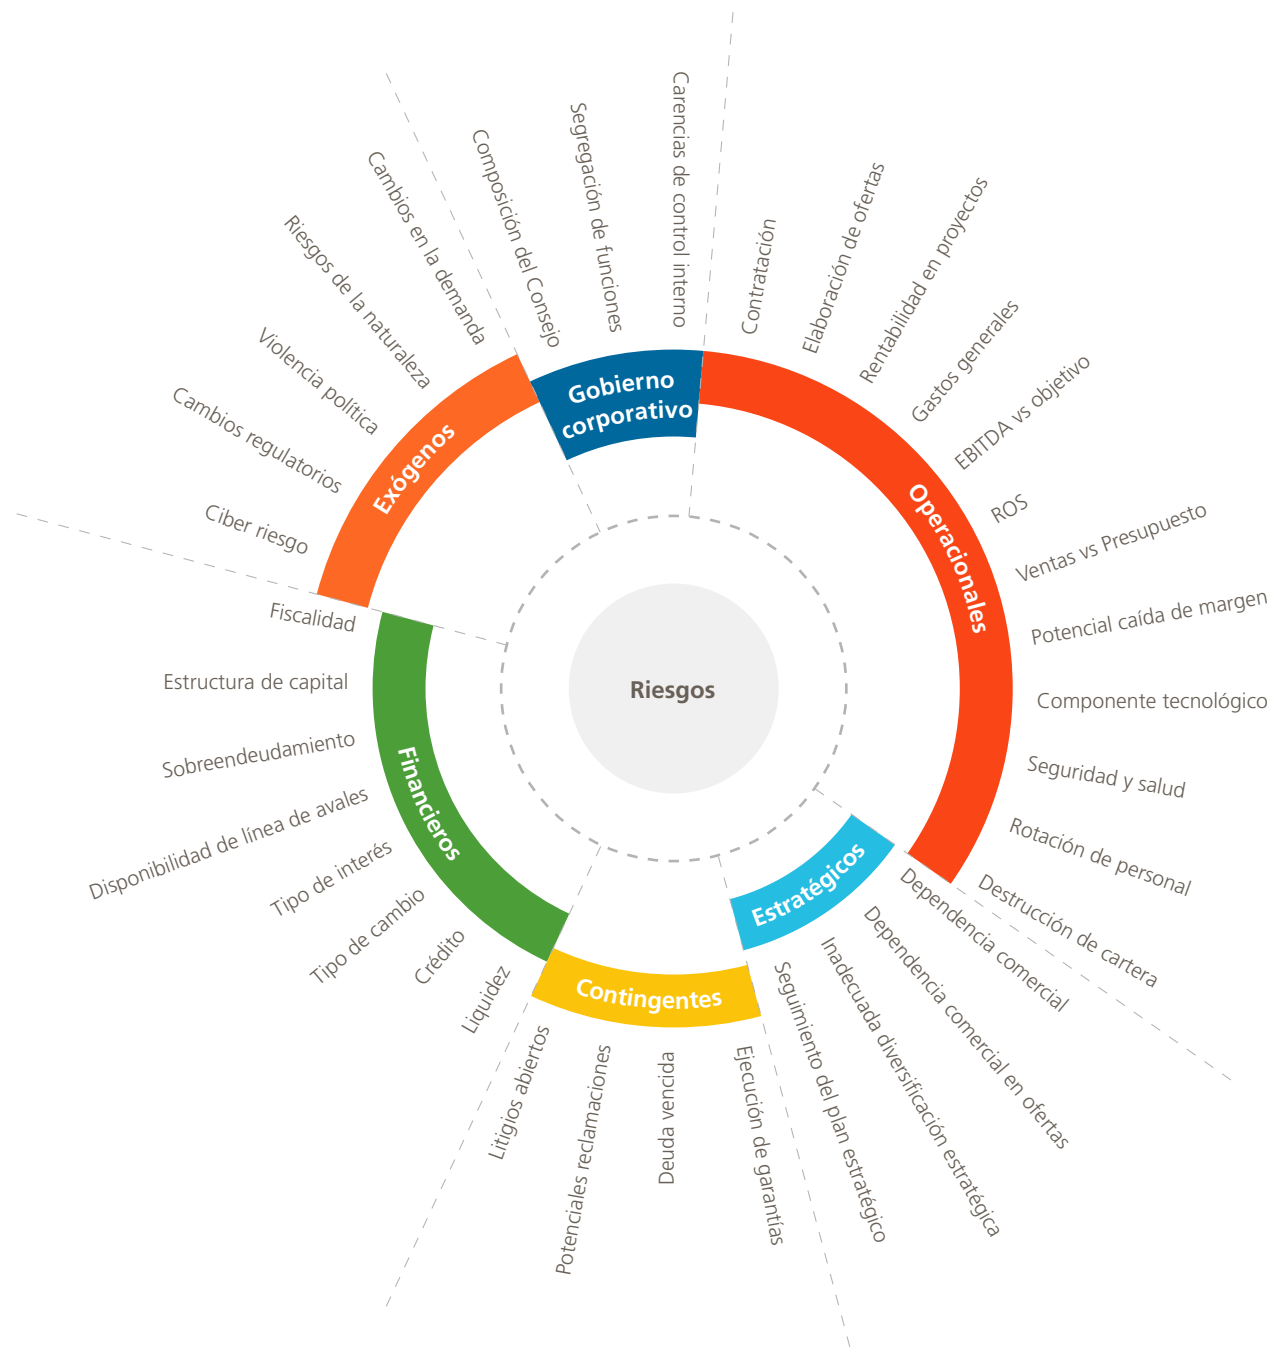 Riesgos
Gobierno
corporativo
Composición del Consejo
Segregación de funciones
Carencias de control interno
Operacionales
Contratación
Elaboración de ofertas
Rentabilidad en proyectos
Gastos generales
EBITDA vs objetivo
ROS
Ventas vs Presupuesto
Potencial caída de margen
Componente tecnológico
Seguridad y salud
Rotación de personal
Destrucción de cartera
Estratégicos
Dependencia comercial
Dependencia comercial en ofertas
Inadecuada diversificación estratégica
Seguimiento del plan estratégico
Contingentes
Ejecución de garantías
Deuda vencida
Potenciales reclamaciones
Litigios abiertos
Financieros
Liquidez
Crédito
Tipo de cambio
Tipo de interés
Disponibilidad de línea de avales
Sobreendeudamiento
Estructura de capital
Fiscalidad
Exógenos
Ciber riesgo
Cambios regulatorios
Violencia política
Riesgos de la naturaleza
Cambios en la demanda